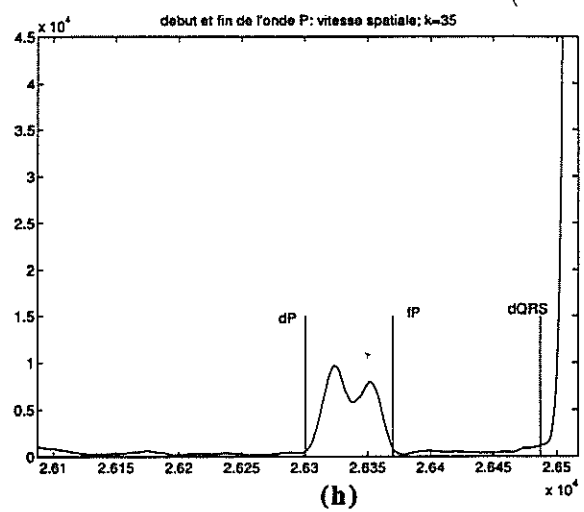 debut et fin de l'onde P: vitesse spatiale; k=35
x 10^4
4.5
4
3.5
3
2.5
2
1.5
1
0.5
0
dP
fP
dQRS
2.61 2.615 2.62 2.625 2.63 2.635 2.64 2.645 2.65
x 10^4
(h)